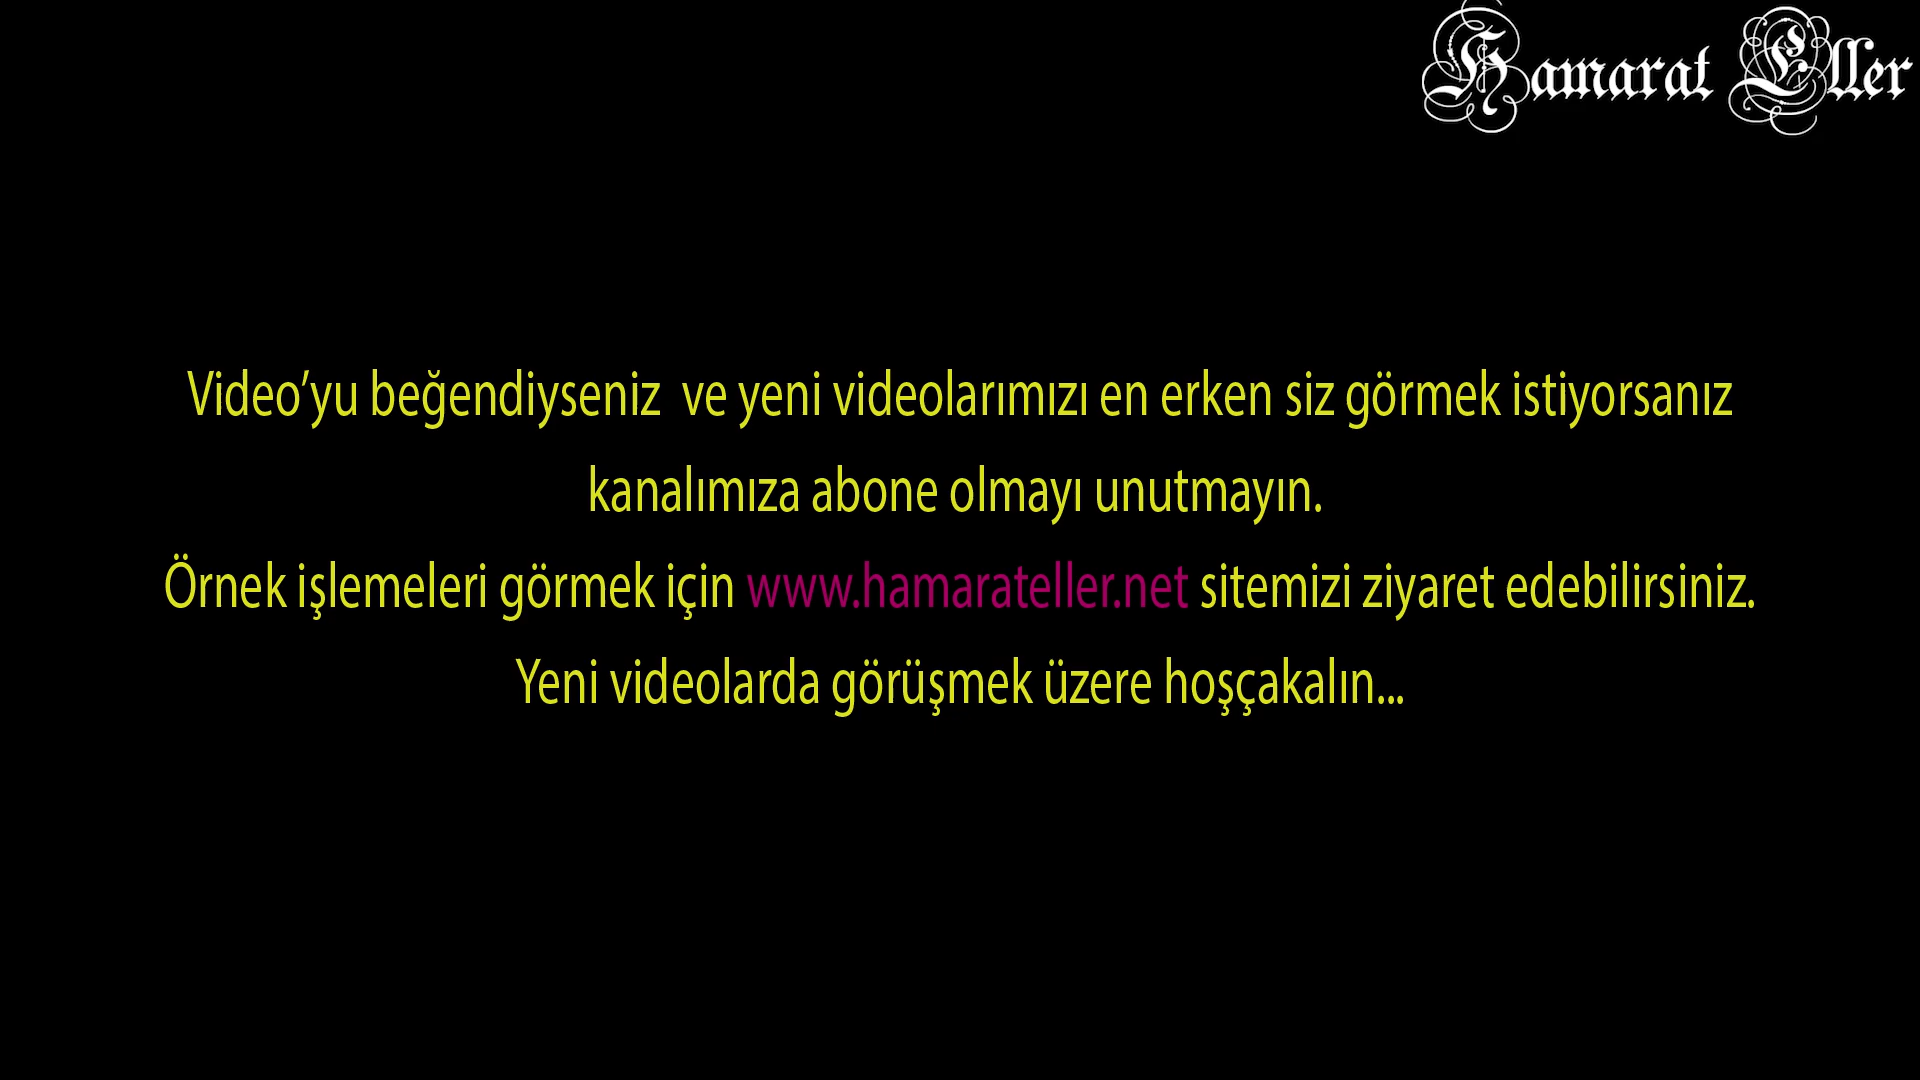 Hamarat Eller
Video’yu beğendiyseniz  ve yeni videolarımızı en erken siz görmek istiyorsanız
kanalımıza abone olmayı unutmayın.
Örnek işlemeleri görmek için www.hamarateller.net sitemizi ziyaret edebilirsiniz.
Yeni videolarda görüşmek üzere hoşçakalın...